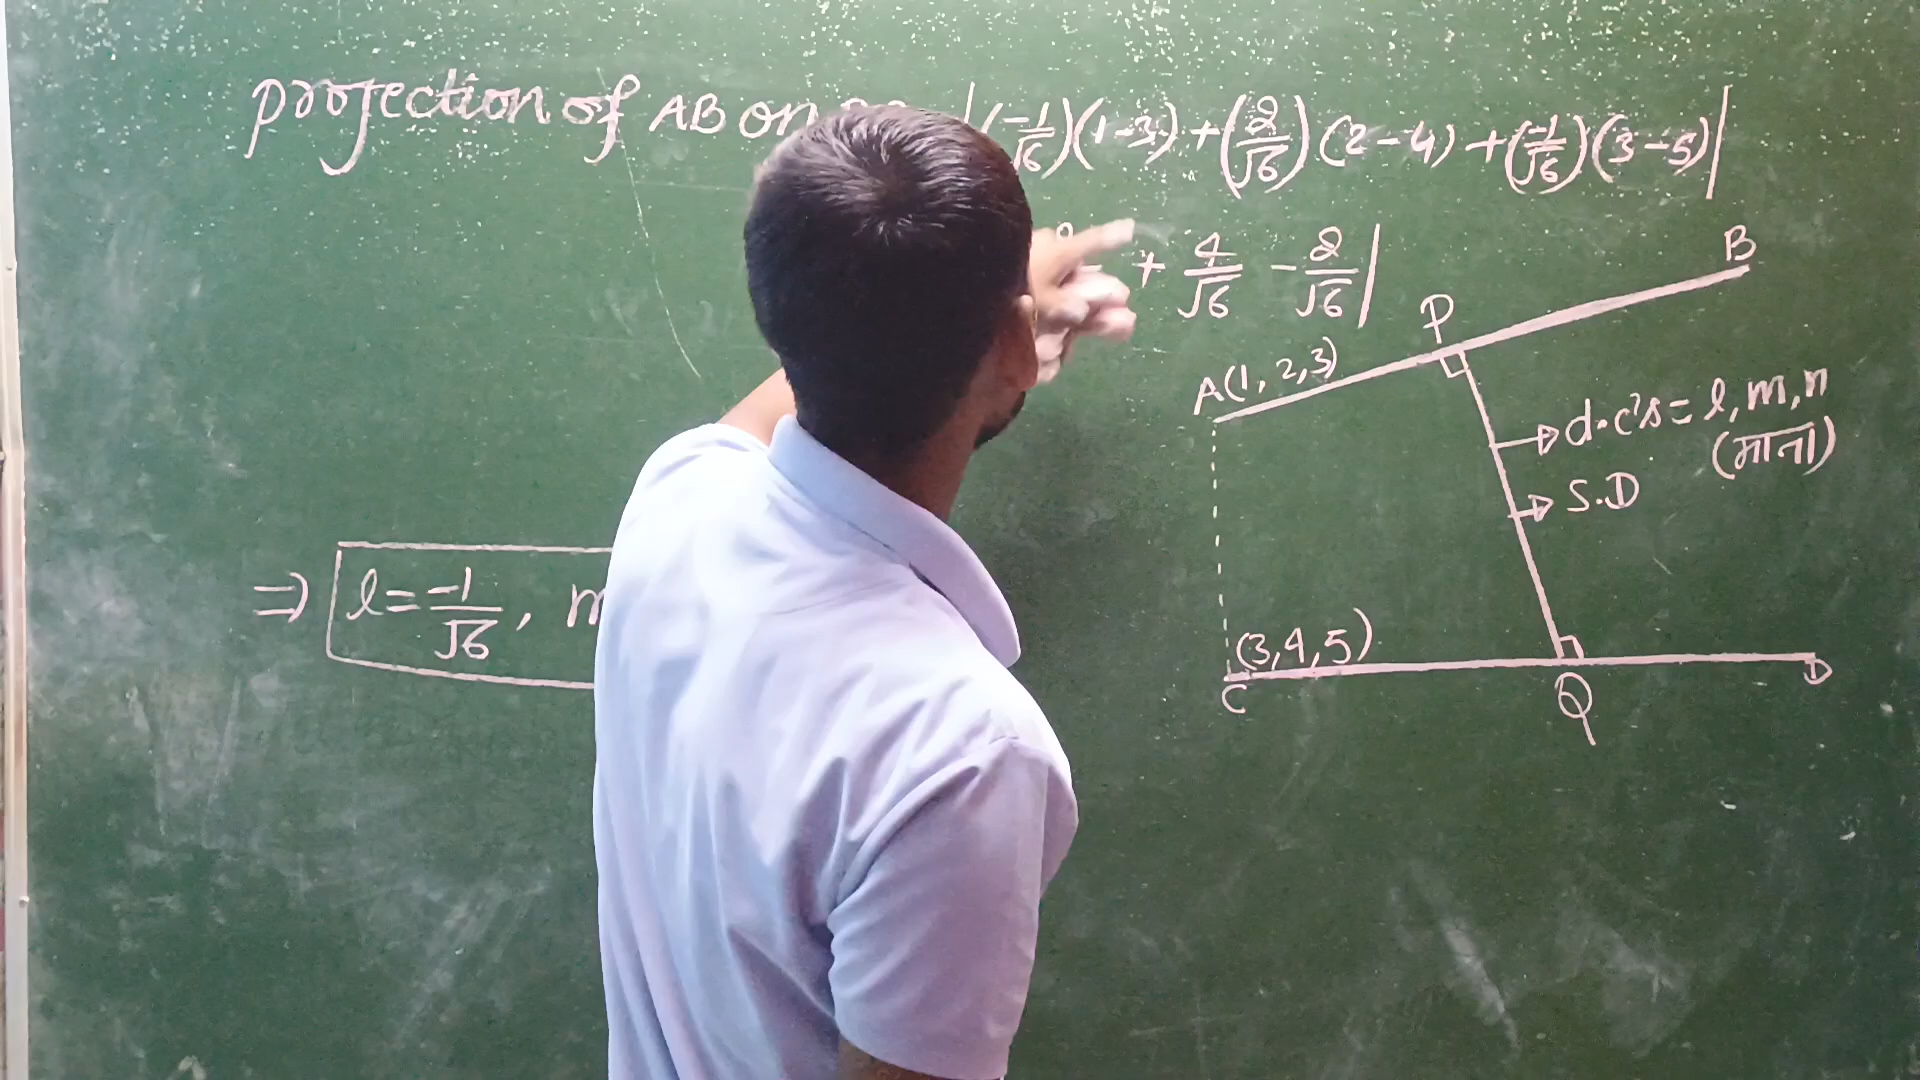 projection of AB on |(-1/√6)(1-3)+(2/√6)(2-4)+(-1/√6)(3-5)|
+ 4/√6 - 2/√6|
B
P
A(1,2,3)
d.c's = l, m, n
(माना)
S.D
⇒ l = -1/√6, m
(3,4,5)
C Q D